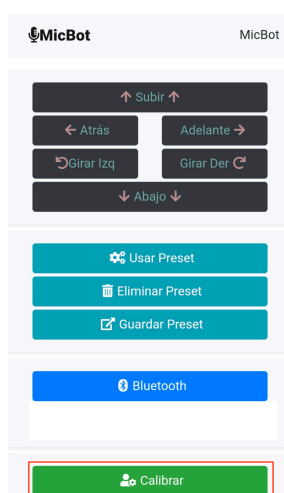 MicBot MicBot
↑ Subir ↑
← Atrás Adelante →
Girar Izq Girar Der
↓ Abajo ↓
Usar Preset
Eliminar Preset
Guardar Preset
Bluetooth
Calibrar